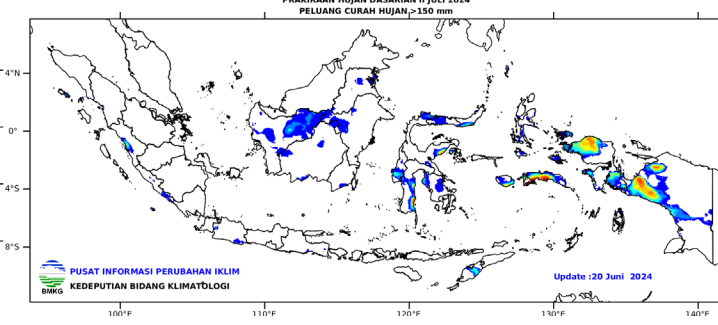 PRAKIRAAN HUJAN DASARIAN II JULI 2024
PELUANG CURAH HUJAN >150 mm
4°N
0°
4°S
8°S
PUSAT INFORMASI PERUBAHAN IKLIM
KEDEPUTIAN BIDANG KLIMATOLOGI
BMKG
Update :20 Juni 2024
100°E
110°E
120°E
130°E
140°E